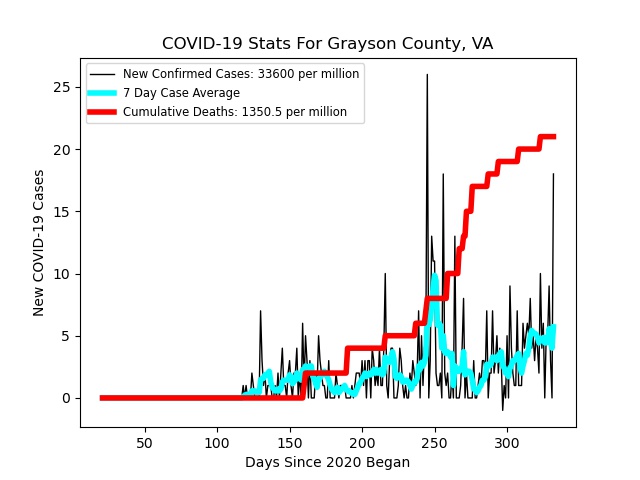 COVID-19 Stats For Grayson County, VA
New Confirmed Cases: 33600 per million
7 Day Case Average
Cumulative Deaths: 1350.5 per million
New COVID-19 Cases
25
20
15
10
5
0
50 100 150 200 250 300
Days Since 2020 Began